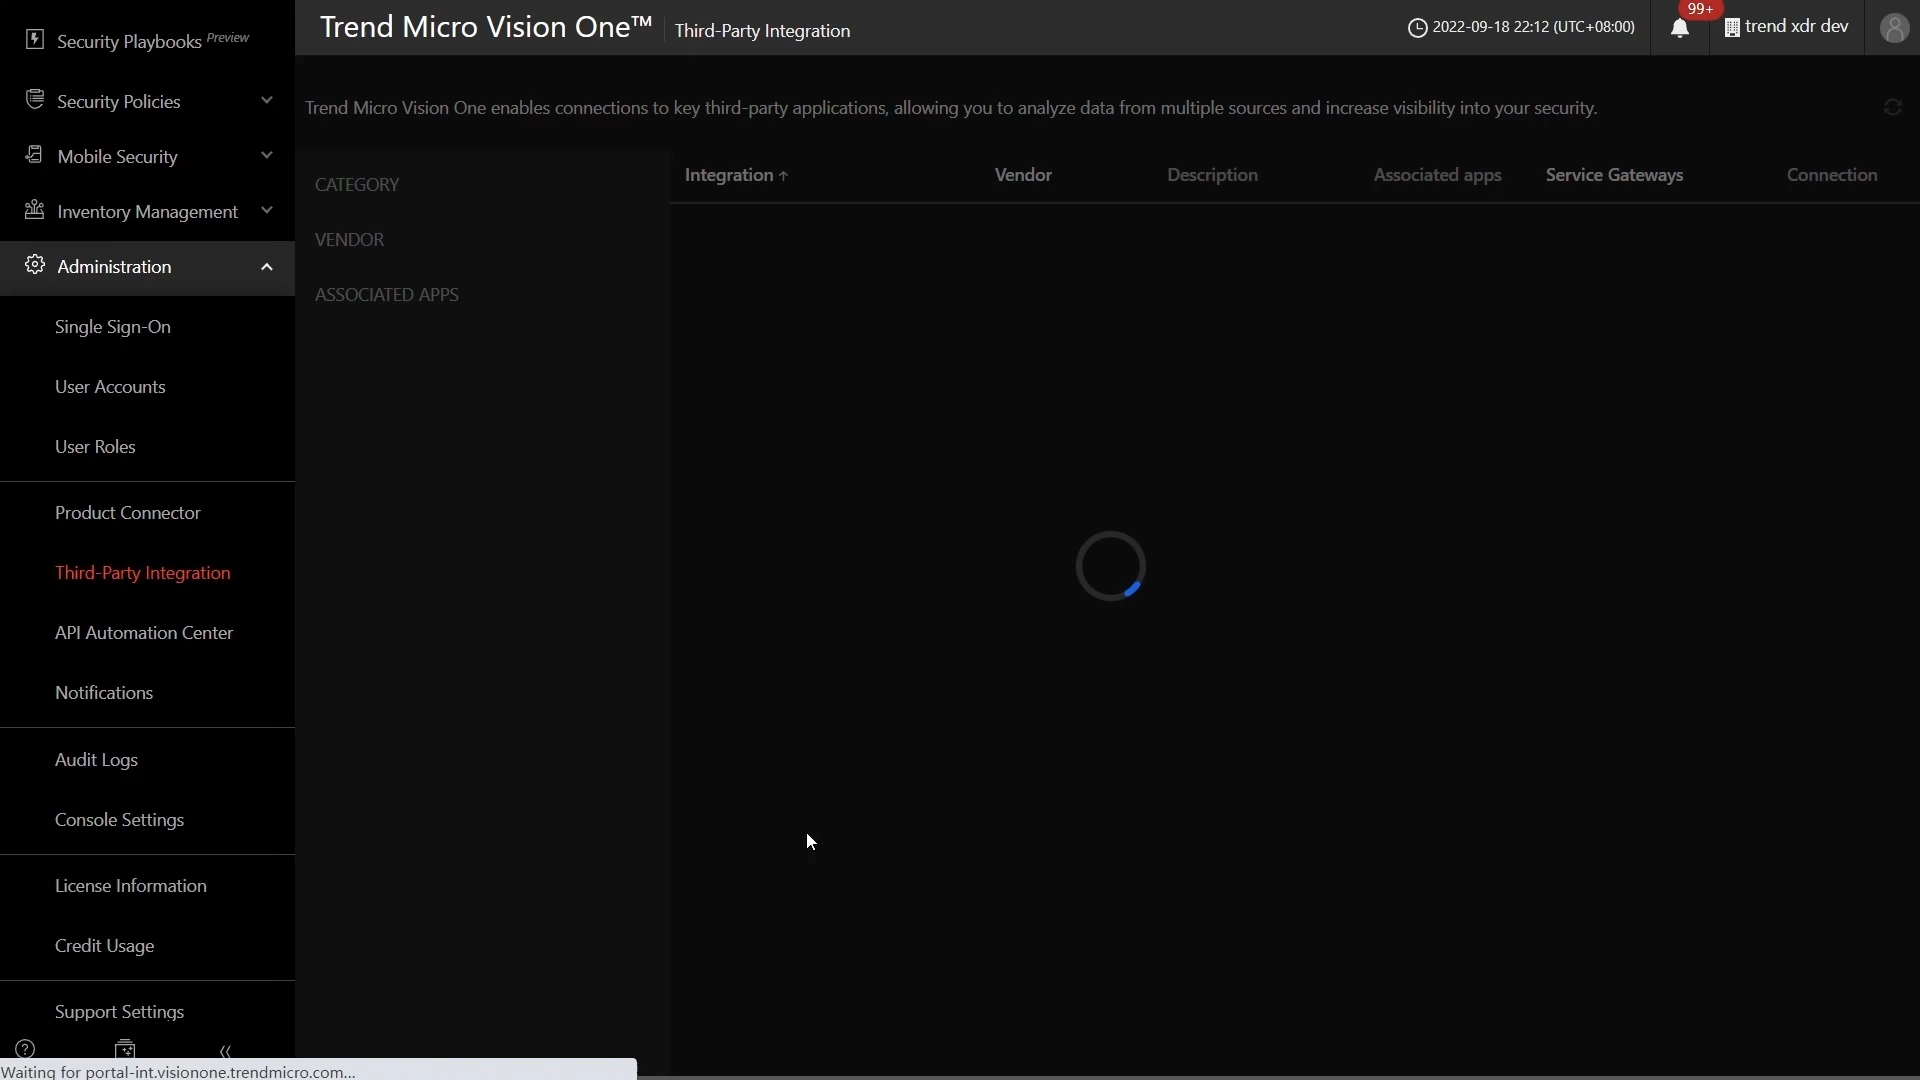 Security Playbooks Preview
Security Policies
Mobile Security
Inventory Management
Administration
Single Sign-On
User Accounts
User Roles
Product Connector
Third-Party Integration
API Automation Center
Notifications
Audit Logs
Console Settings
License Information
Credit Usage
Support Settings
Waiting for portal-int.visionone.trendmicro.com...
Trend Micro Vision One™ Third-Party Integration
2022-09-18 22:12 (UTC+08:00)
99+
trend xdr dev
Trend Micro Vision One enables connections to key third-party applications, allowing you to analyze data from multiple sources and increase visibility into your security.
CATEGORY
VENDOR
ASSOCIATED APPS
Integration ↑ Vendor Description Associated apps Service Gateways Connection